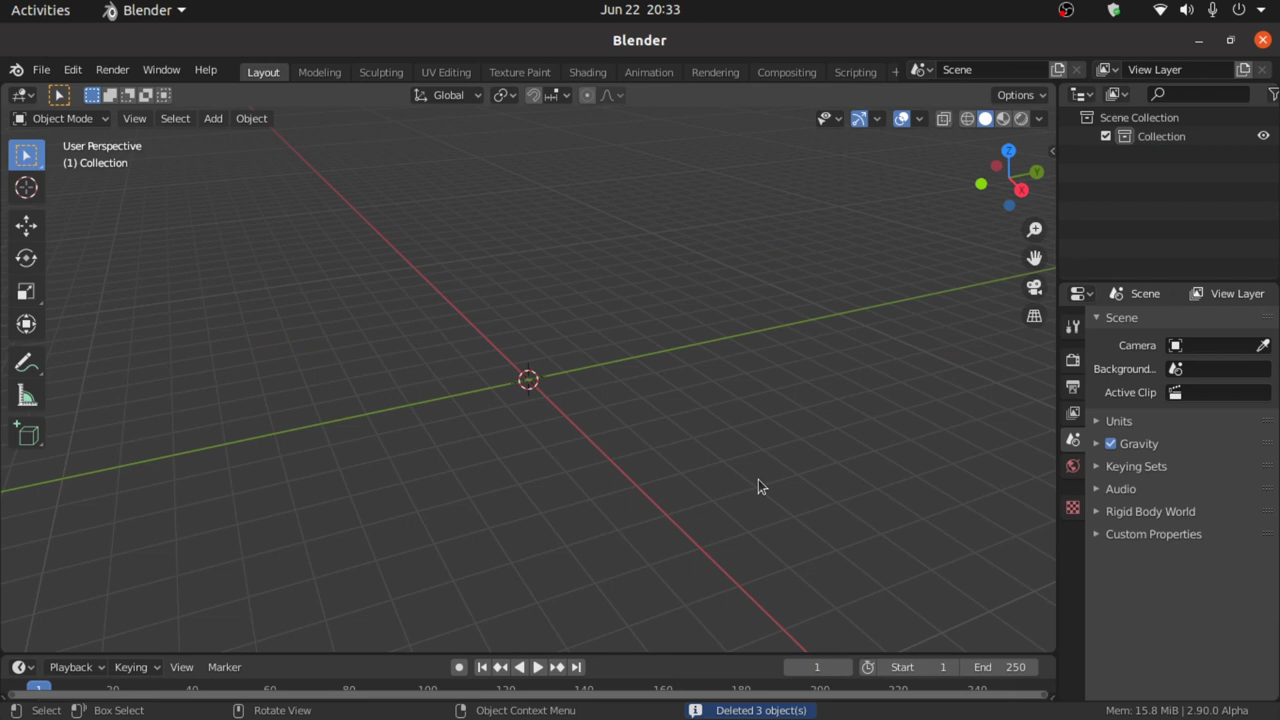 Activities Blender Jun 22 20:33
Blender
File Edit Render Window Help Layout Modeling Sculpting UV Editing Texture Paint Shading Animation Rendering Compositing Scripting + Scene View Layer
Global Options
Object Mode View Select Add Object
Scene Collection
Collection
User Perspective
(1) Collection
Z
Y
X
Scene View Layer
Scene
Camera
Background...
Active Clip
Units
Gravity
Keying Sets
Audio
Rigid Body World
Custom Properties
Playback Keying View Marker 1 Start 1 End 250
1 20 40 60 80 100 120 140 160 180 200 220 240
Select Box Select Rotate View Object Context Menu Deleted 3 object(s) Mem: 15.8 MiB | 2.90.0 Alpha